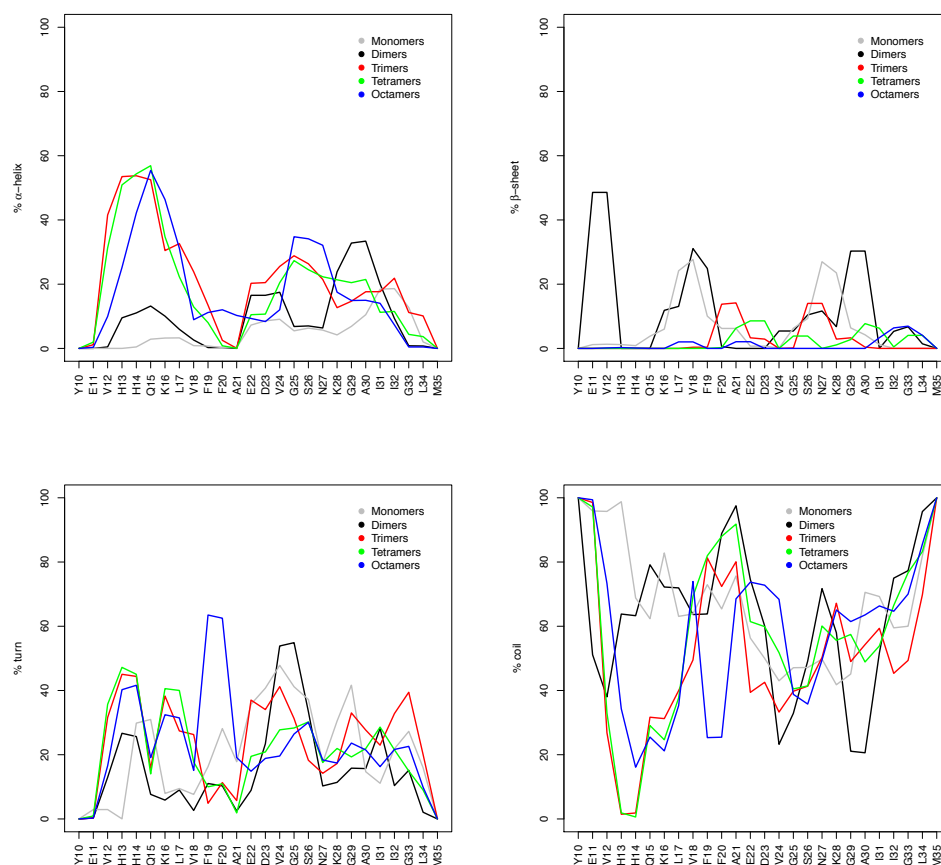 % α−helix
0 20 40 60 80 100
Monomers
Dimers
Trimers
Tetramers
Octamers
Y10 E11 V12 H13 H14 Q15 K16 L17 V18 F19 F20 A21 E22 D23 V24 G25 S26 N27 K28 G29 A30 I31 I32 G33 L34 M35
% β−sheet
0 20 40 60 80 100
Monomers
Dimers
Trimers
Tetramers
Octamers
Y10 E11 V12 H13 H14 Q15 K16 L17 V18 F19 F20 A21 E22 D23 V24 G25 S26 N27 K28 G29 A30 I31 I32 G33 L34 M35
% turn
0 20 40 60 80 100
Monomers
Dimers
Trimers
Tetramers
Octamers
Y10 E11 V12 H13 H14 Q15 K16 L17 V18 F19 F20 A21 E22 D23 V24 G25 S26 N27 K28 G29 A30 I31 I32 G33 L34 M35
% coil
0 20 40 60 80 100
Monomers
Dimers
Trimers
Tetramers
Octamers
Y10 E11 V12 H13 H14 Q15 K16 L17 V18 F19 F20 A21 E22 D23 V24 G25 S26 N27 K28 G29 A30 I31 I32 G33 L34 M35